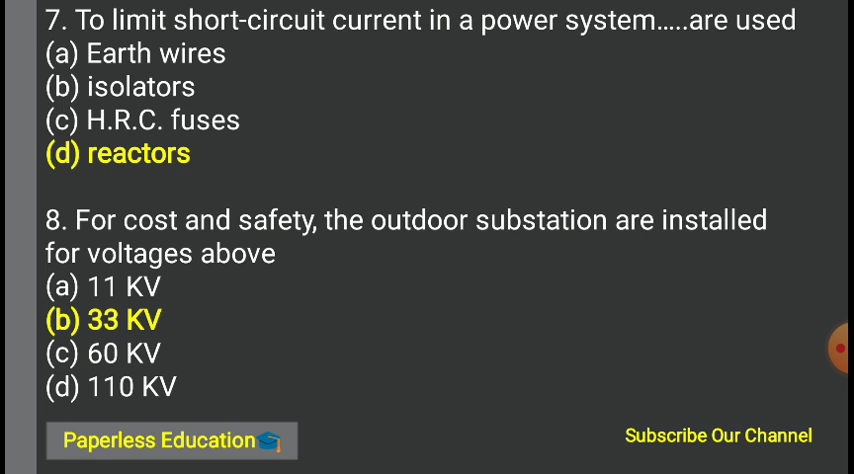 7. To limit short-circuit current in a power system.....are used
(a) Earth wires
(b) isolators
(c) H.R.C. fuses
(d) reactors
8. For cost and safety, the outdoor substation are installed
for voltages above
(a) 11 KV
(b) 33 KV
(c) 60 KV
(d) 110 KV
Paperless Education
Subscribe Our Channel